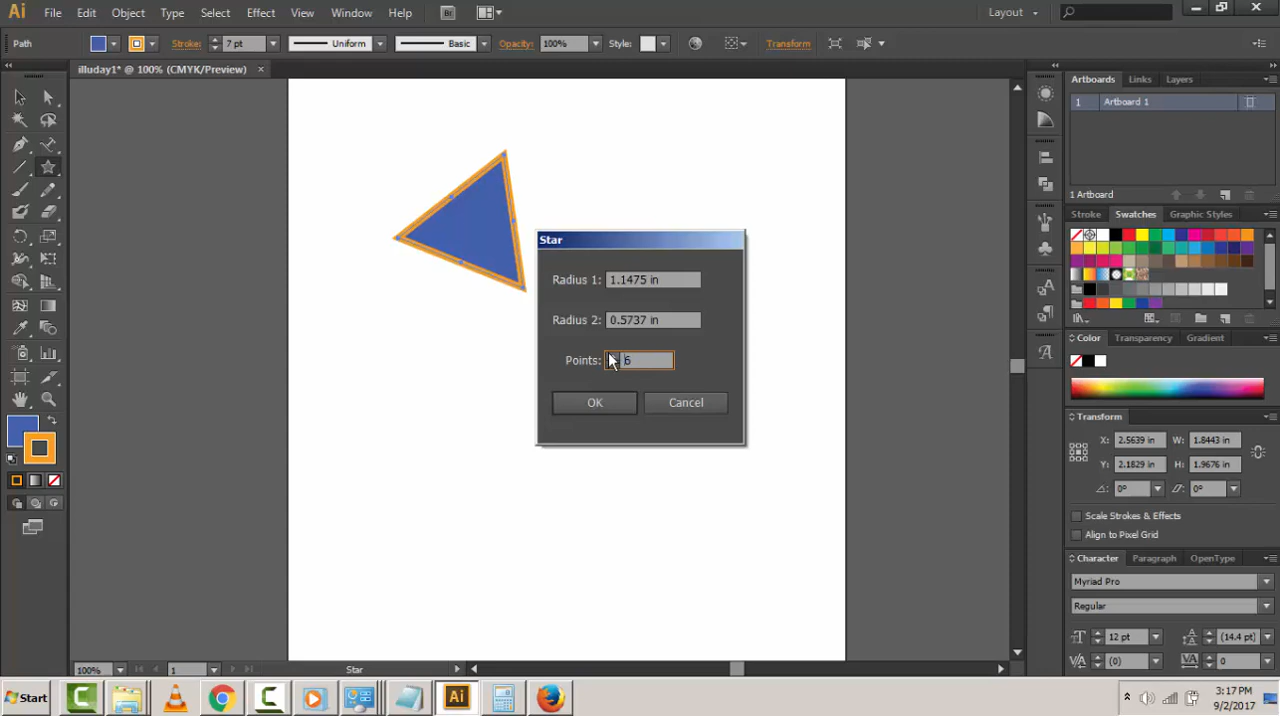 Ai File Edit Object Type Select Effect View Window Help Br Layout
Path Stroke: 7 pt Uniform Basic Opacity: 100% Style: Transform
illuday1* @ 100% (CMYK/Preview)
Artboards Links Layers
1 Artboard 1
1 Artboard
Stroke Swatches Graphic Styles
Star
Radius 1: 1.1475 in
Radius 2: 0.5737 in
Points: 6
OK Cancel
Color Transparency Gradient
Transform
X: 2.5639 in W: 1.8443 in
Y: 2.1829 in H: 1.9676 in
0° 0°
Scale Strokes & Effects
Align to Pixel Grid
Character Paragraph OpenType
Myriad Pro
Regular
12 pt (14.4 pt)
(0) 0
100% 1 Star
Start Ai 3:17 PM
9/2/2017